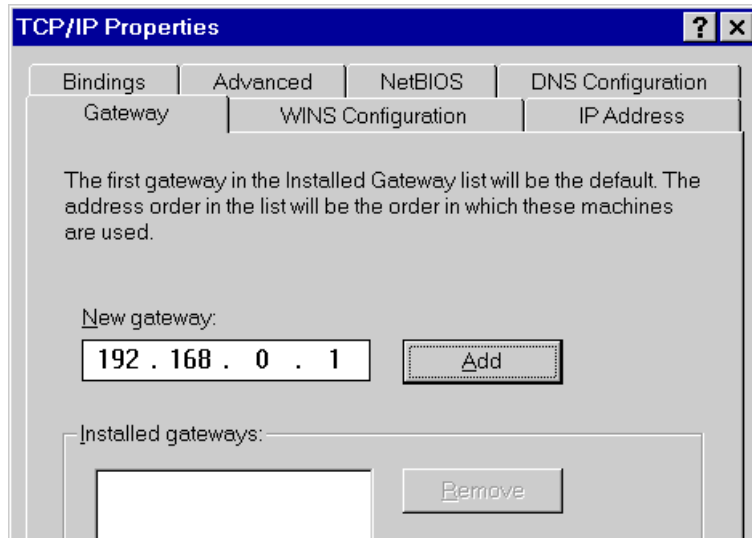 TCP/IP Properties
? ×
Bindings Advanced NetBIOS DNS Configuration
Gateway WINS Configuration IP Address
The first gateway in the Installed Gateway list will be the default. The
address order in the list will be the order in which these machines
are used.
New gateway:
192 . 168 . 0 . 1 Add
Installed gateways:
Remove